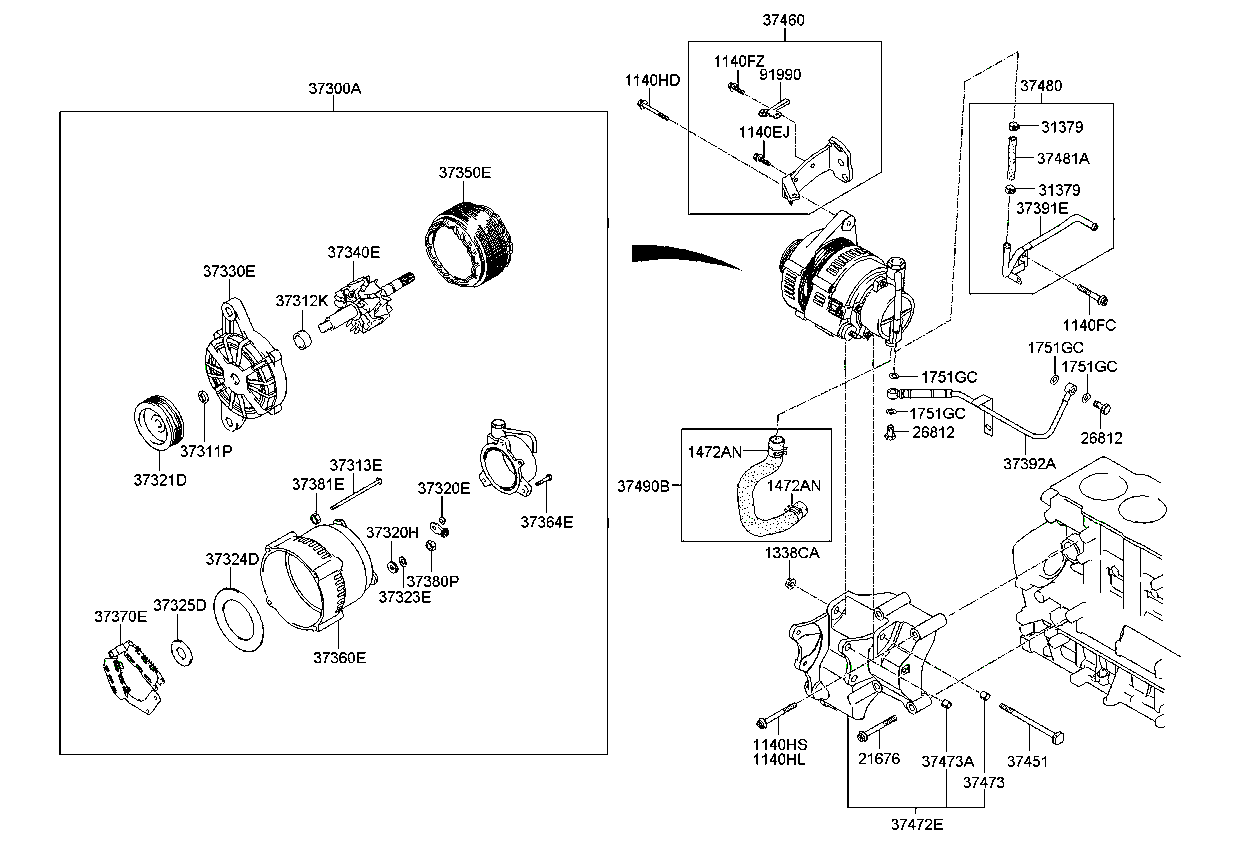 37460
1140FZ
91990
1140HD
1140EJ
37480
31379
37481A
31379
37391E
1140FC
37300A
37350E
37340E
37330E
37312K
37311P
37321D
37313E
37381E
37320E
37364E
37320H
37380P
37323E
37324D
37325D
37370E
37360E
1751GC
1751GC
1751GC
1751GC
26812
26812
37392A
1472AN
37490B
1472AN
1338CA
1140HS
1140HL
21676
37473A
37451
37473
37472E